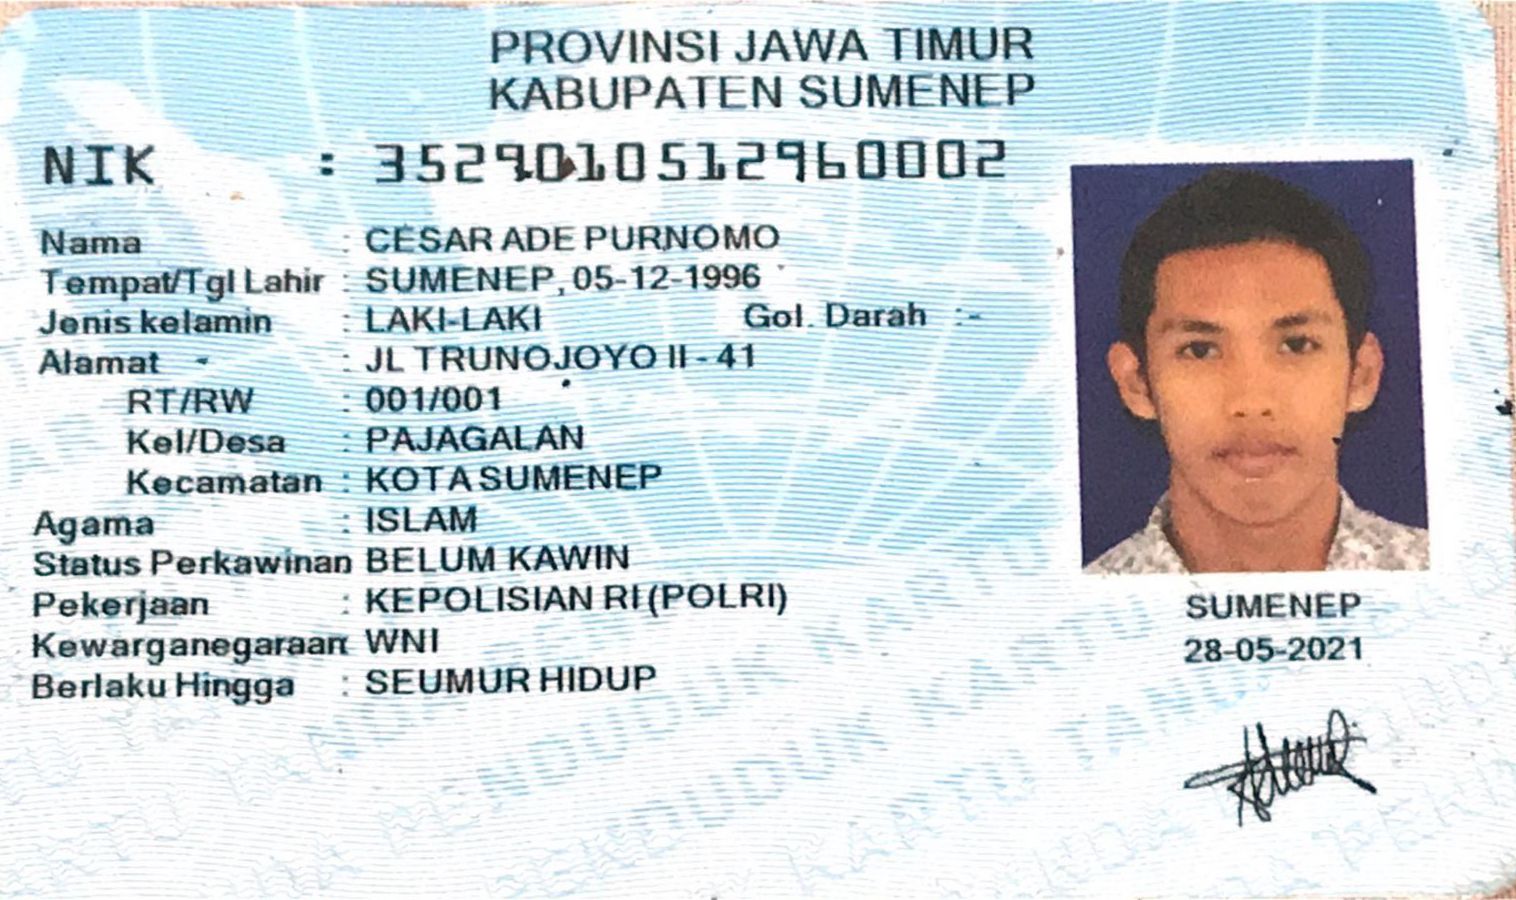 PROVINSI JAWA TIMUR
KABUPATEN SUMENEP
NIK : 3529010512960002
Nama : CESAR ADE PURNOMO
Tempat/Tgl Lahir : SUMENEP, 05-12-1996
Jenis kelamin : LAKI-LAKI Gol. Darah :-
Alamat : JL TRUNOJOYO II - 41
RT/RW : 001/001
Kel/Desa : PAJAGALAN
Kecamatan : KOTA SUMENEP
Agama : ISLAM
Status Perkawinan BELUM KAWIN
Pekerjaan : KEPOLISIAN RI (POLRI)
Kewarganegaraan WNI
Berlaku Hingga : SEUMUR HIDUP
SUMENEP
28-05-2021